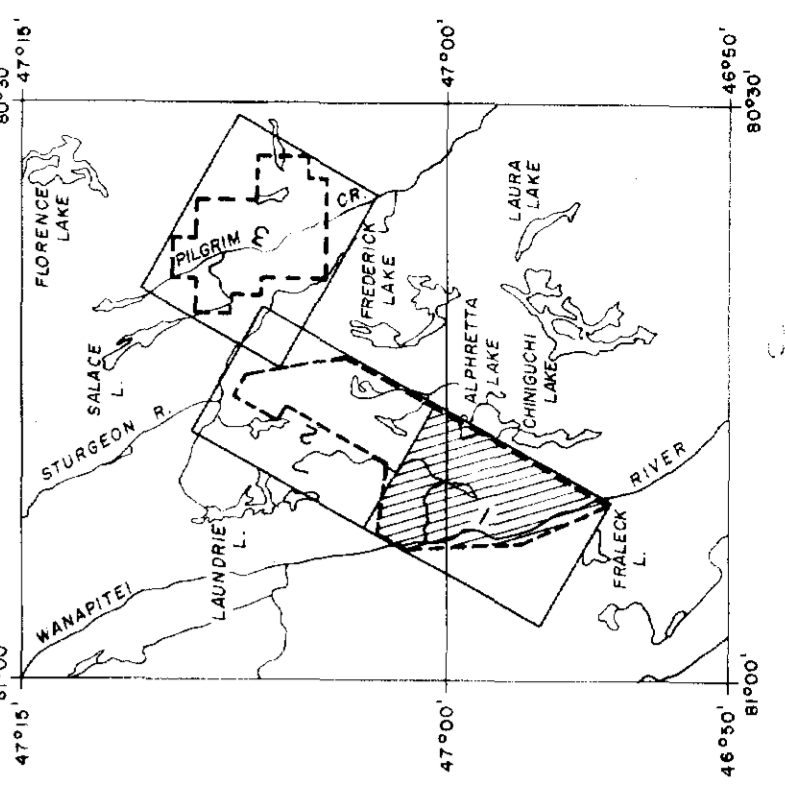 80°30'
47°15'
47°00'
46°50'
80°30'
FLORENCE
LAKE
PILGRIM
CR.
3
FREDERICK
LAKE
LAURA
LAKE
SALACE
L.
STURGEON R.
ALPHRETTA
LAKE
CHINIGUCHI
LAKE
2
1
LAUNDRIE
L.
WANAPITEI
RIVER
FRALECK
L.
81°00'
47°15'
47°00'
46°50'
81°00'